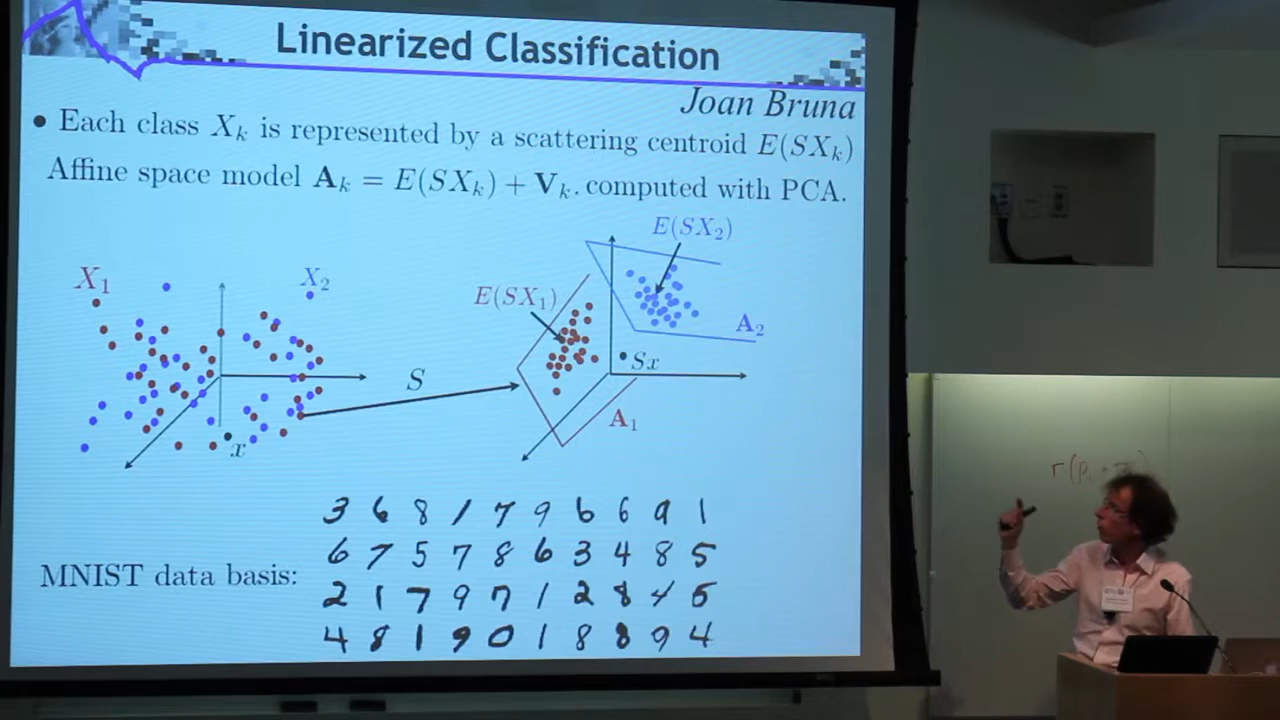 Linearized Classification
Joan Bruna
• Each class X_k is represented by a scattering centroid E(SX_k)
Affine space model A_k = E(SX_k) + V_k. computed with PCA.
E(SX_2)
X_1
X_2
E(SX_1)
A_2
Sx
S
A_1
x
3 6 8 1 7 9 6 6 9 1
6 7 5 7 8 6 3 4 8 5
MNIST data basis:
2 1 7 9 7 1 2 8 4 5
4 8 1 9 0 1 8 8 9 4